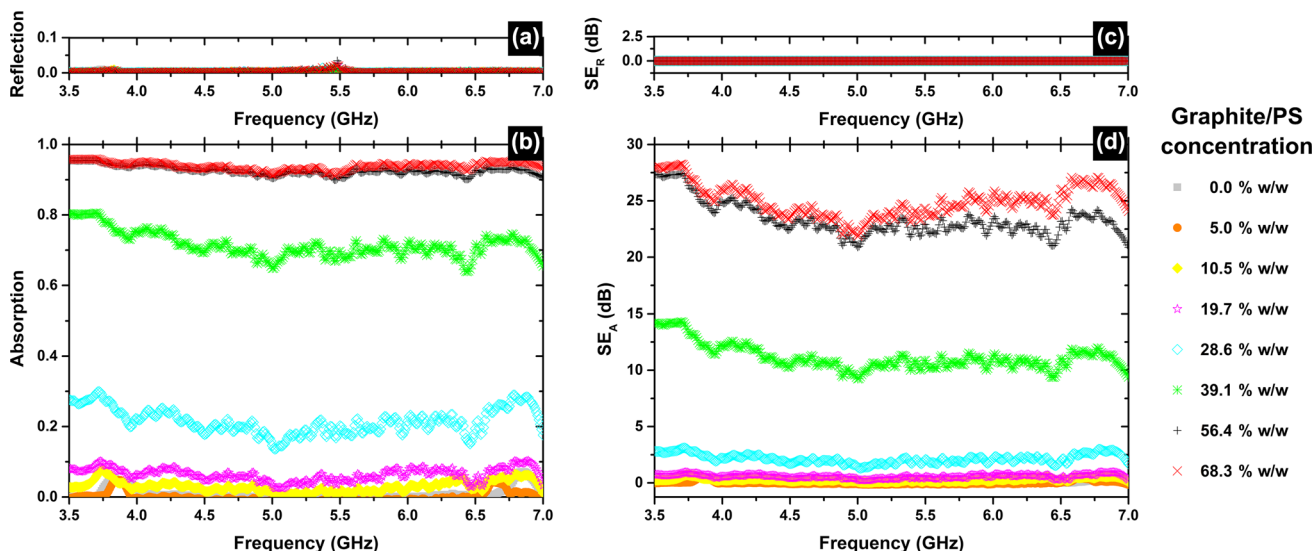 (a)
Reflection
0.1
0.0
3.5 4.0 4.5 5.0 5.5 6.0 6.5 7.0
Frequency (GHz)
(b)
Absorption
1.0
0.8
0.6
0.4
0.2
0.0
3.5 4.0 4.5 5.0 5.5 6.0 6.5 7.0
Frequency (GHz)
(c)
SE_R (dB)
2.5
0.0
3.5 4.0 4.5 5.0 5.5 6.0 6.5 7.0
Frequency (GHz)
(d)
SE_A (dB)
30
25
20
15
10
5
0
3.5 4.0 4.5 5.0 5.5 6.0 6.5 7.0
Frequency (GHz)
Graphite/PS
concentration
0.0 % w/w
5.0 % w/w
10.5 % w/w
19.7 % w/w
28.6 % w/w
39.1 % w/w
56.4 % w/w
68.3 % w/w